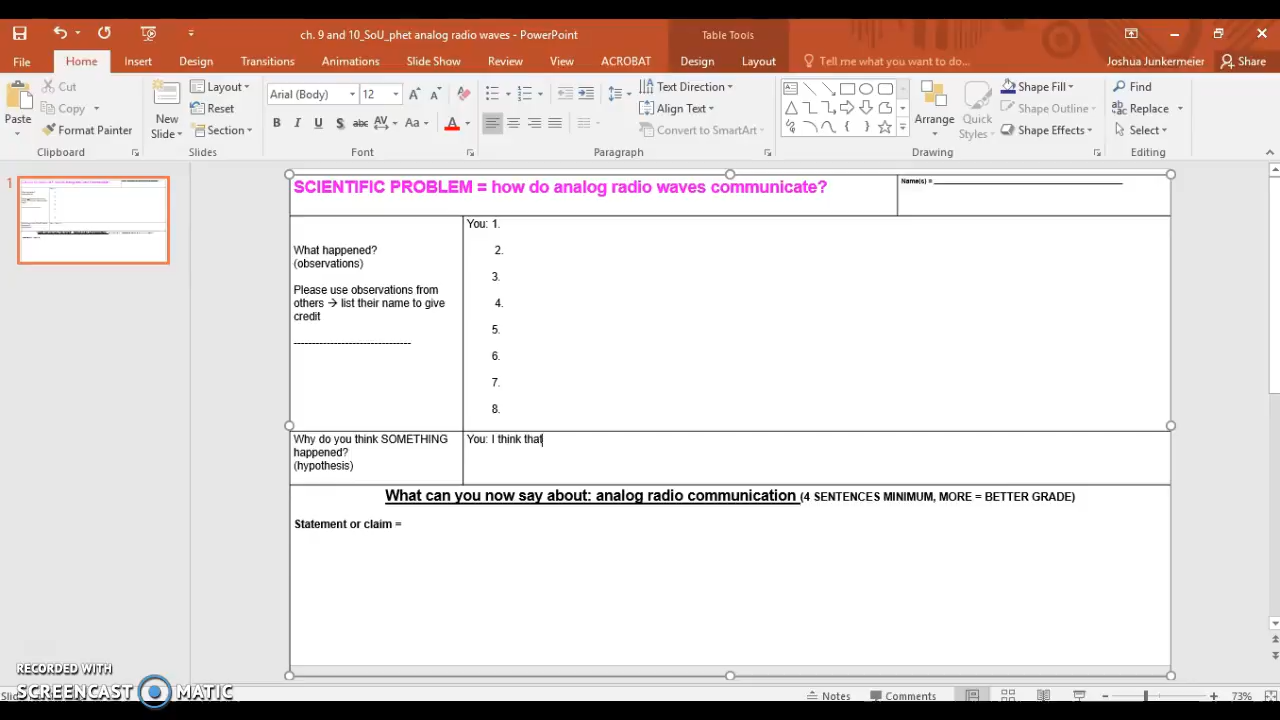 ch. 9 and 10_SoU_phet analog radio waves - PowerPoint
Table Tools
File Home Insert Design Transitions Animations Slide Show Review View ACROBAT Design Layout Tell me what you want to do... Joshua Junkermeier Share
Paste
Cut
Copy
Format Painter
Clipboard
New Slide
Layout
Reset
Section
Slides
Arial (Body) 12
B I U S abc AV Aa A
Font
Text Direction
Align Text
Convert to SmartArt
Paragraph
Arrange
Quick Styles
Shape Fill
Shape Outline
Shape Effects
Drawing
Find
Replace
Select
Editing
1
SCIENTIFIC PROBLEM = how do analog radio waves communicate?
Name(s) =
What happened?
(observations)
Please use observations from
others → list their name to give
credit
--------------------------------
You: 1.
2.
3.
4.
5.
6.
7.
8.
Why do you think SOMETHING
happened?
(hypothesis)
You: I think that
What can you now say about: analog radio communication (4 SENTENCES MINIMUM, MORE = BETTER GRADE)
Statement or claim =
RECORDED WITH
SCREENCAST MATIC
Notes Comments 73%